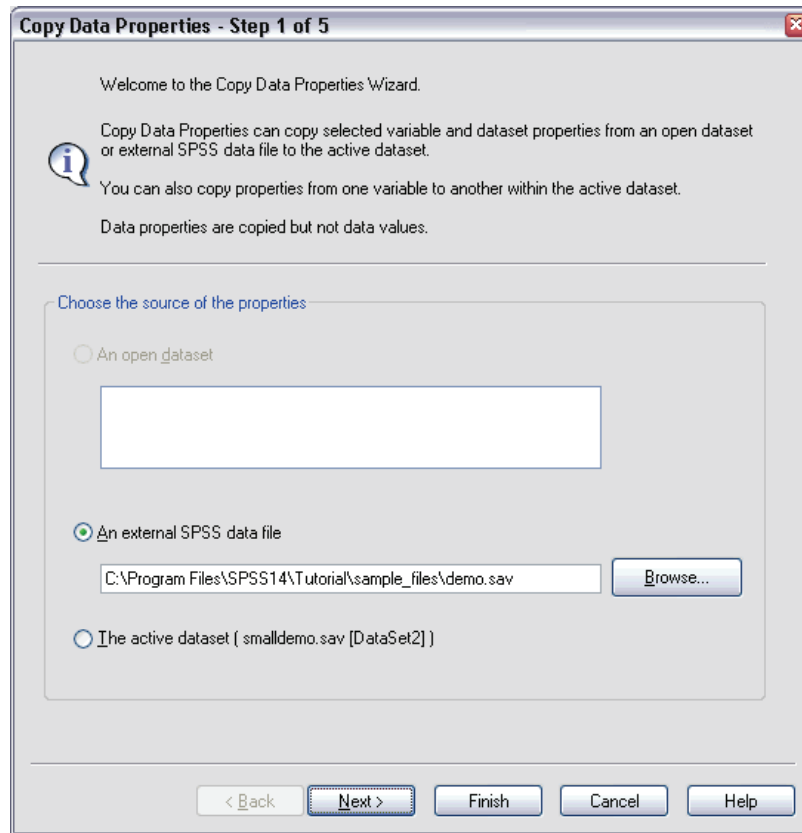 Copy Data Properties - Step 1 of 5
Welcome to the Copy Data Properties Wizard.
Copy Data Properties can copy selected variable and dataset properties from an open dataset
or external SPSS data file to the active dataset.
You can also copy properties from one variable to another within the active dataset.
Data properties are copied but not data values.
Choose the source of the properties
An open dataset
An external SPSS data file
C:\Program Files\SPSS14\Tutorial\sample_files\demo.sav
Browse...
The active dataset ( smalldemo.sav [DataSet2] )
< Back Next > Finish Cancel Help